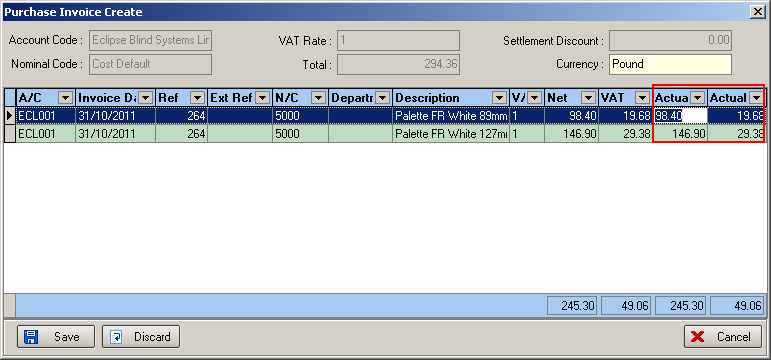 Purchase Invoice Create
Account Code : Eclipse Blind Systems Lir VAT Rate : 1 Settlement Discount : 0.00
Nominal Code : Cost Default Total : 294.36 Currency : Pound
A/C Invoice Da Ref Ext Ref N/C Departr Description VA Net VAT Actua Actual
ECL001 31/10/2011 264 5000 Palette FR White 89mm 1 98.40 19.68 98.40 19.68
ECL001 31/10/2011 264 5000 Palette FR White 127mi 1 146.90 29.38 146.90 29.38
245.30 49.06 245.30 49.06
Save Discard Cancel